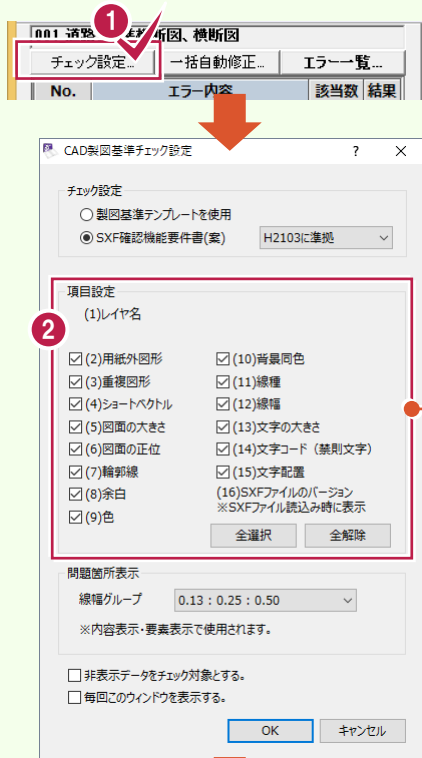 1
001 道路
断図、横断図
チェック設定... 一括自動修正... エラー一覧...
No. エラー内容 該当数 結果
CAD製図基準チェック設定 ? ×
チェック設定
製図基準テンプレートを使用
SXF確認機能要件書(案) H2103に準拠
項目設定
2
(1)レイヤ名
(2)用紙外図形 (10)背景同色
(3)重複図形 (11)線種
(4)ショートベクトル (12)線幅
(5)図面の大きさ (13)文字の大きさ
(6)図面の正位 (14)文字コード（禁則文字）
(7)輪郭線 (15)文字配置
(8)余白 (16)SXFファイルのバージョン
※SXFファイル読込み時に表示
(9)色
全選択 全解除
問題箇所表示
線幅グループ 0.13 : 0.25 : 0.50
※内容表示・要素表示で使用されます。
非表示データをチェック対象とする。
毎回このウィンドウを表示する。
OK キャンセル